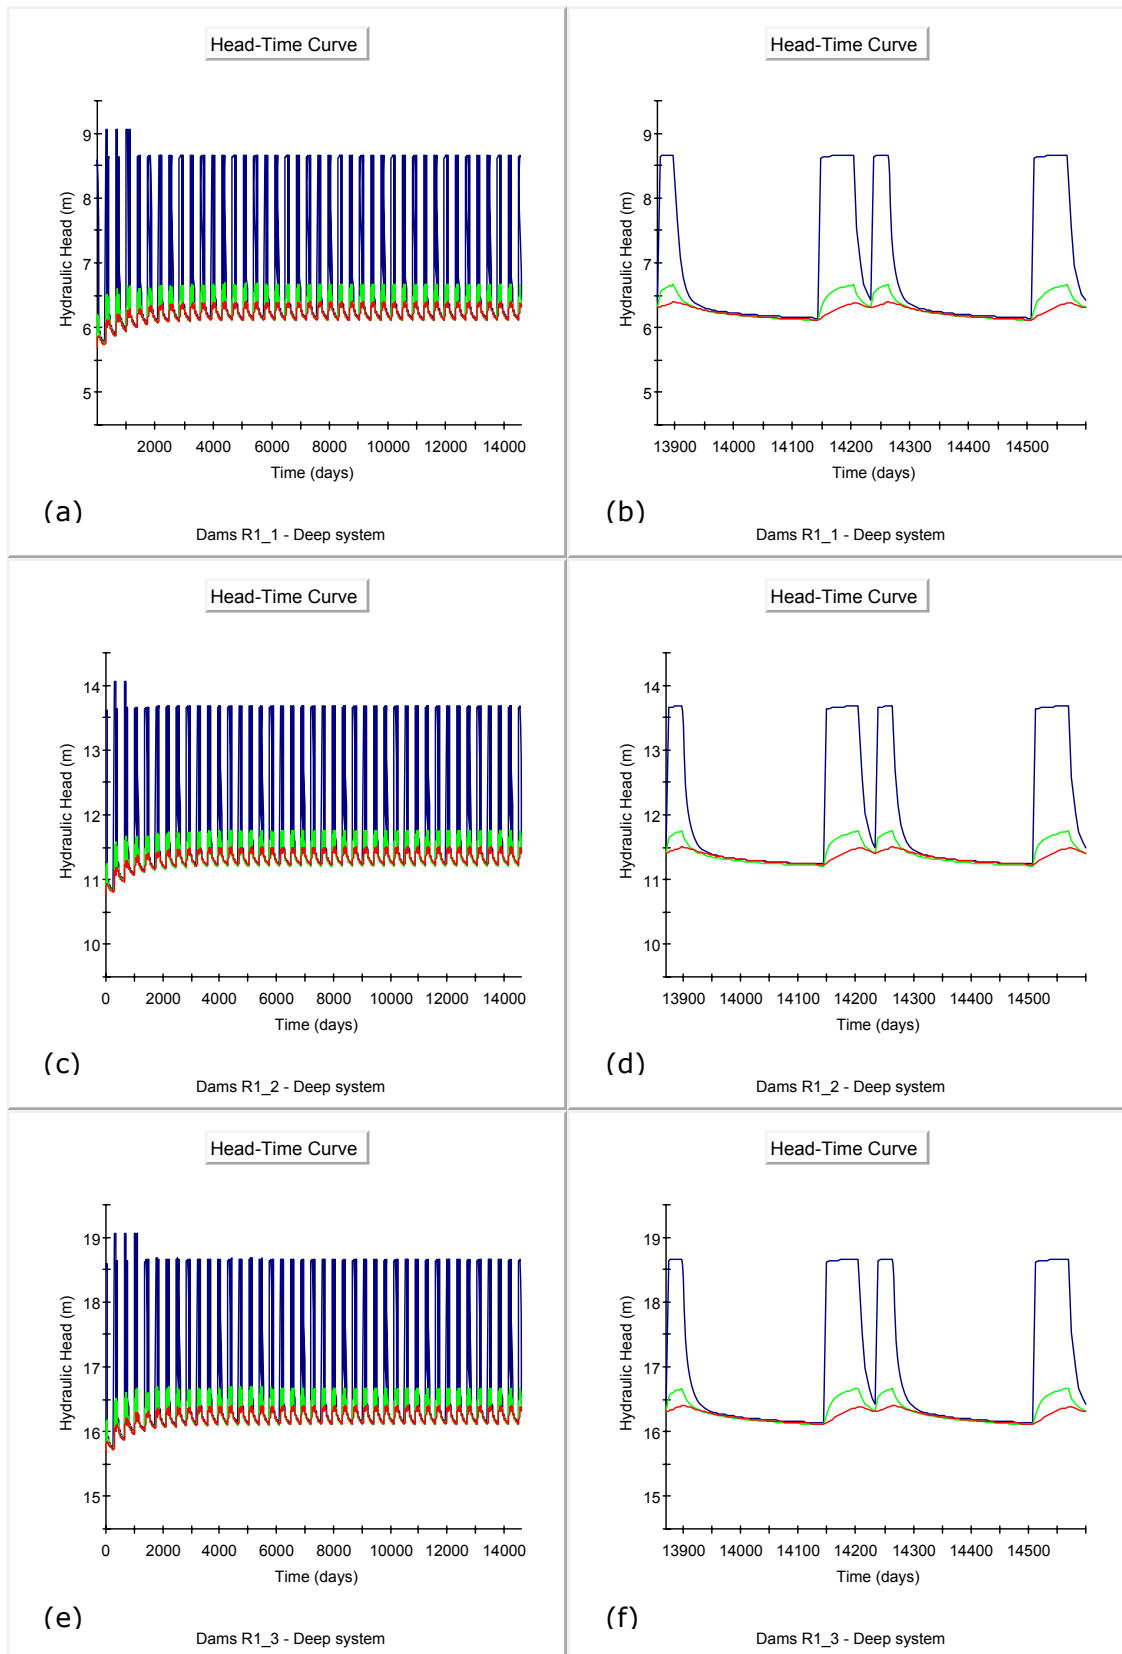 Head-Time Curve
Hydraulic Head (m)
9
8
7
6
5
2000 4000 6000 8000 10000 12000 14000
Time (days)
(a)
Dams R1_1 - Deep system
Head-Time Curve
Hydraulic Head (m)
9
8
7
6
5
13900 14000 14100 14200 14300 14400 14500
Time (days)
(b)
Dams R1_1 - Deep system
Head-Time Curve
Hydraulic Head (m)
14
13
12
11
10
0 2000 4000 6000 8000 10000 12000 14000
Time (days)
(c)
Dams R1_2 - Deep system
Head-Time Curve
Hydraulic Head (m)
14
13
12
11
10
13900 14000 14100 14200 14300 14400 14500
Time (days)
(d)
Dams R1_2 - Deep system
Head-Time Curve
Hydraulic Head (m)
19
18
17
16
15
0 2000 4000 6000 8000 10000 12000 14000
Time (days)
(e)
Dams R1_3 - Deep system
Head-Time Curve
Hydraulic Head (m)
19
18
17
16
15
13900 14000 14100 14200 14300 14400 14500
Time (days)
(f)
Dams R1_3 - Deep system